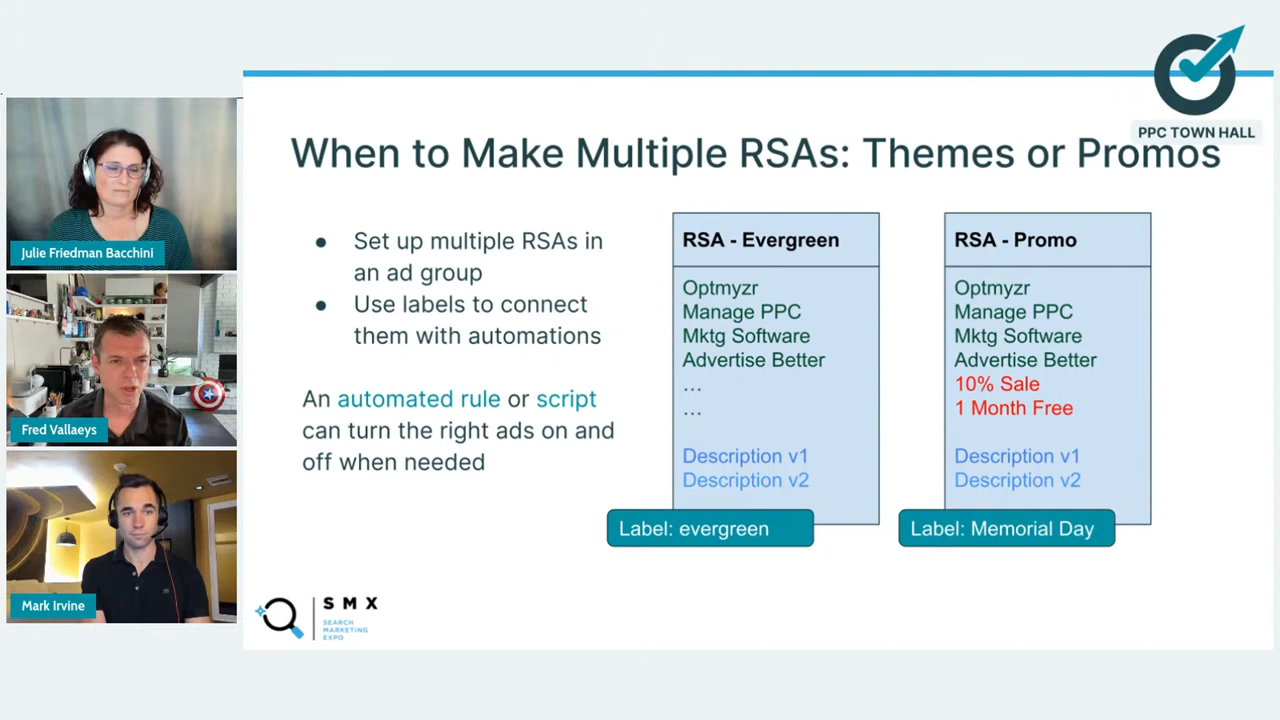 PPC TOWN HALL
When to Make Multiple RSAs: Themes or Promos
Julie Friedman Bacchini
Fred Vallaeys
Mark Irvine
● Set up multiple RSAs in
an ad group
● Use labels to connect
them with automations
An automated rule or script
can turn the right ads on and
off when needed
RSA - Evergreen
Optmyzr
Manage PPC
Mktg Software
Advertise Better
...
...
Description v1
Description v2
Label: evergreen
RSA - Promo
Optmyzr
Manage PPC
Mktg Software
Advertise Better
10% Sale
1 Month Free
Description v1
Description v2
Label: Memorial Day
SMX
SEARCH
MARKETING
EXPO